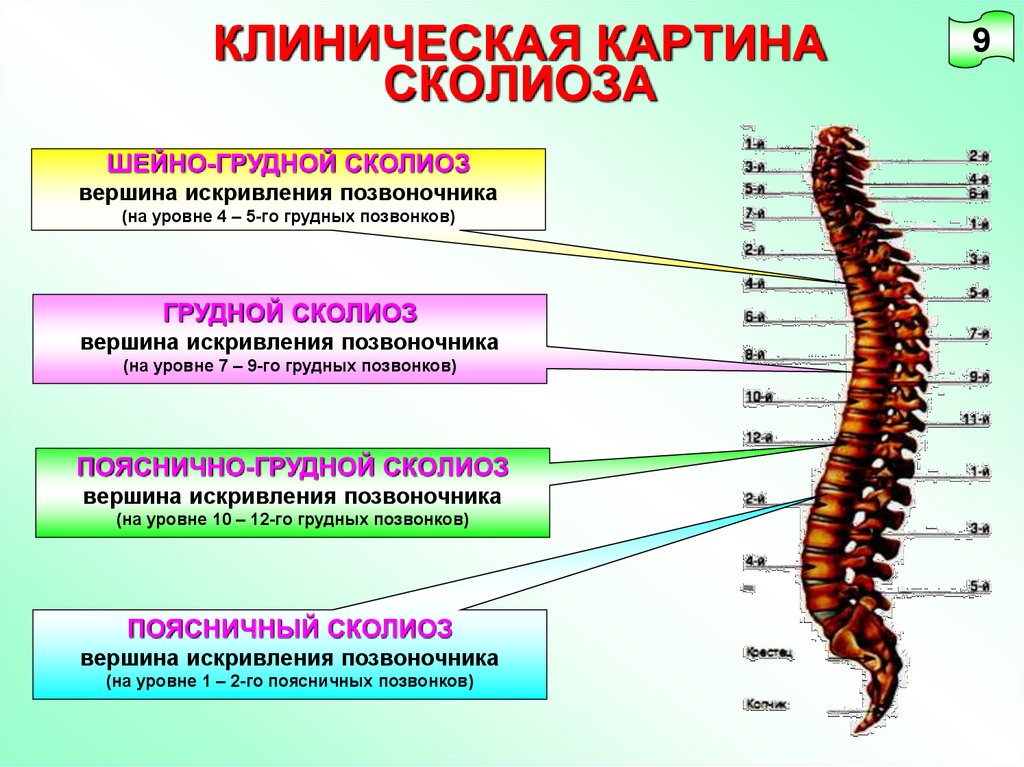 КЛИНИЧЕСКАЯ КАРТИНА
СКОЛИОЗА
9
ШЕЙНО-ГРУДНОЙ СКОЛИОЗ
вершина искривления позвоночника
(на уровне 4 – 5-го грудных позвонков)
ГРУДНОЙ СКОЛИОЗ
вершина искривления позвоночника
(на уровне 7 – 9-го грудных позвонков)
ПОЯСНИЧНО-ГРУДНОЙ СКОЛИОЗ
вершина искривления позвоночника
(на уровне 10 – 12-го грудных позвонков)
ПОЯСНИЧНЫЙ СКОЛИОЗ
вершина искривления позвоночника
(на уровне 1 – 2-го поясничных позвонков)
1-й
2-й
3-й
4-й
5-й
6-й
7-й
1-й
2-й
3-й
4-й
5-й
6-й
7-й
8-й
9-й
10-й
11-й
12-й
1-й
2-й
3-й
4-й
5-й
Крестец
Копчик